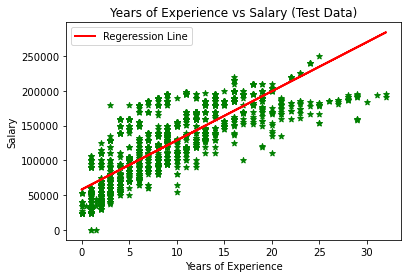 Years of Experience vs Salary (Test Data)
Regeression Line
250000
200000
150000
100000
50000
0
Salary
0 5 10 15 20 25 30
Years of Experience